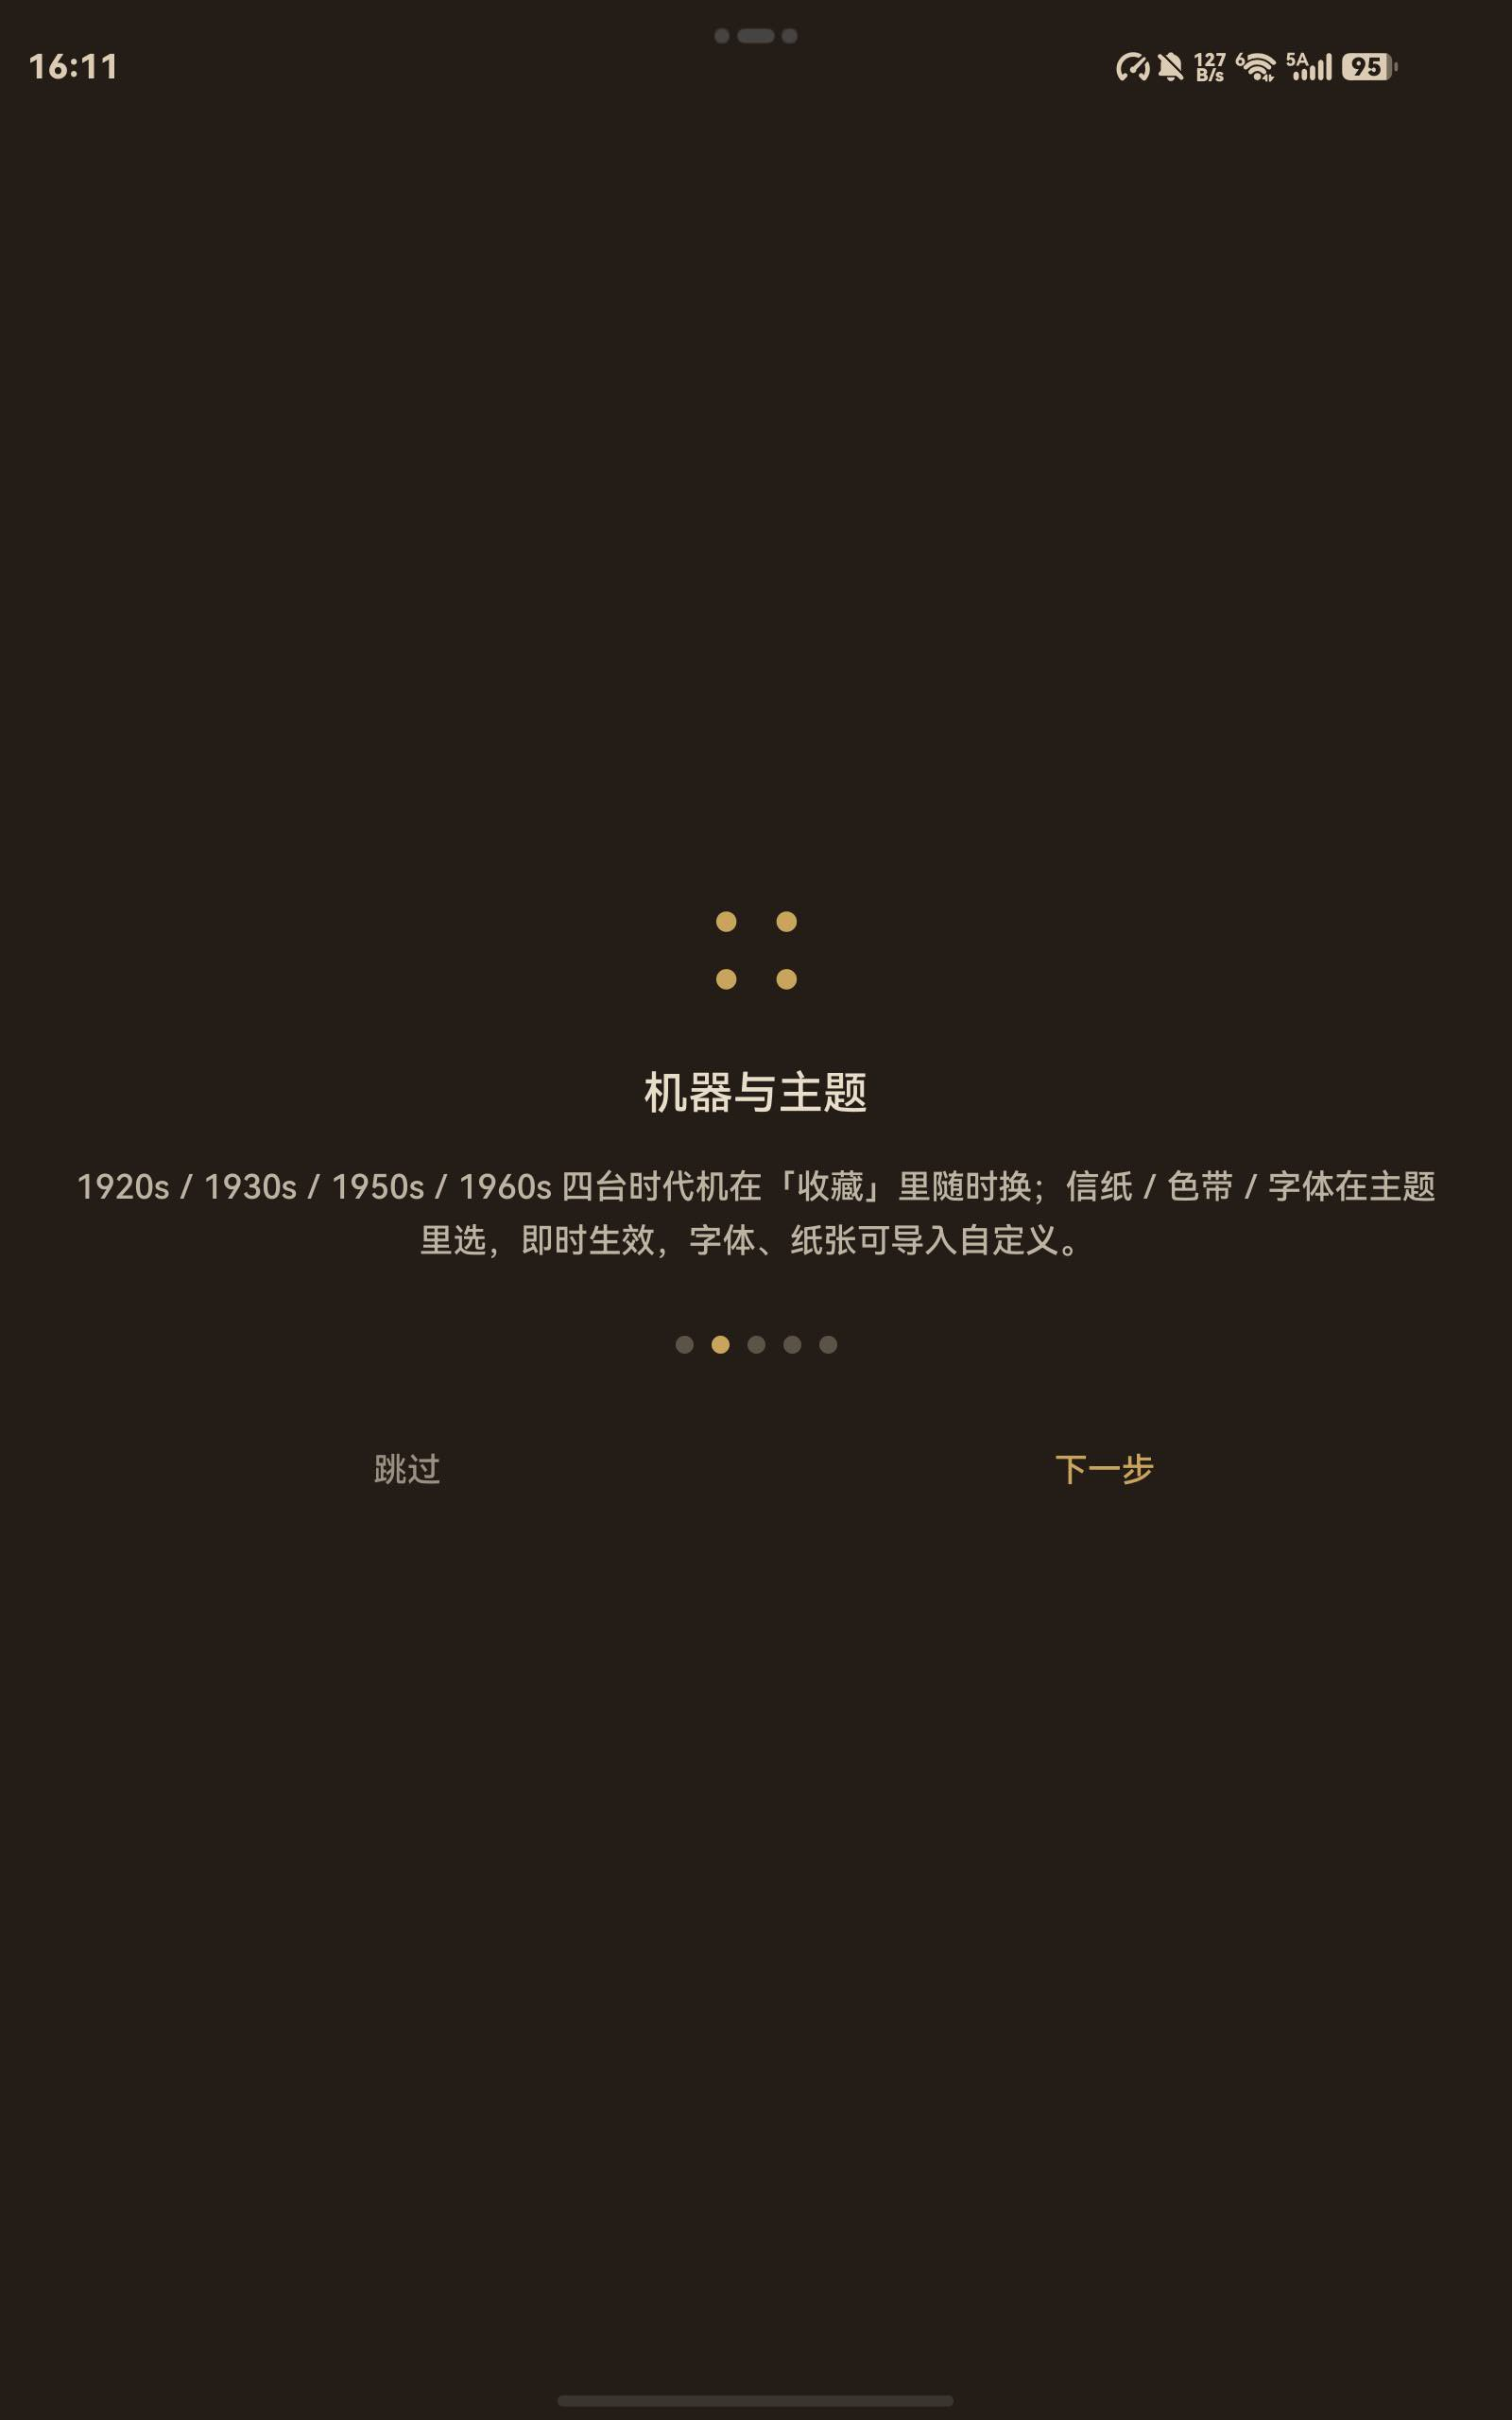 16:11
127 B/s 6 5A 95
机器与主题
1920s / 1930s / 1950s / 1960s 四台时代机在「收藏」里随时换；信纸 / 色带 / 字体在主题
里选，即时生效，字体、纸张可导入自定义。
跳过 下一步